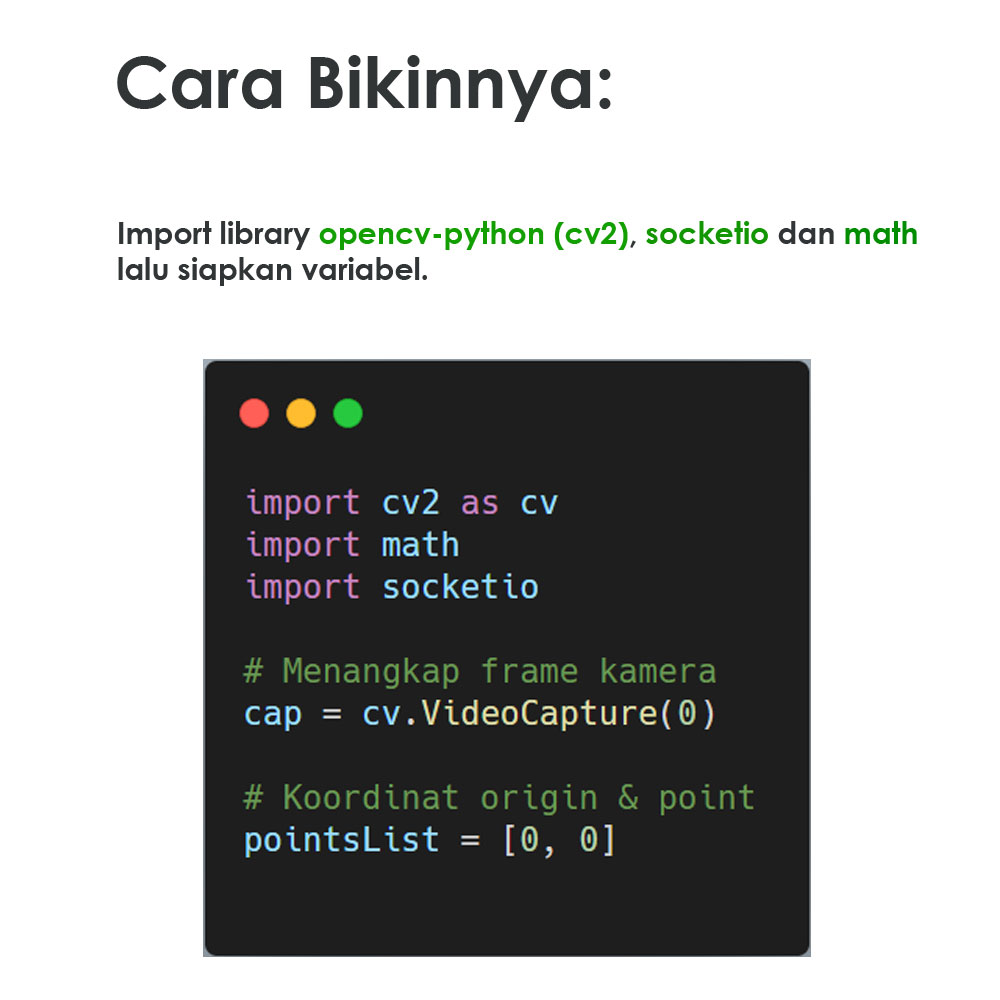 Cara Bikinnya:
Import library opencv-python (cv2), socketio dan math
lalu siapkan variabel.
import cv2 as cv
import math
import socketio
# Menangkap frame kamera
cap = cv.VideoCapture(0)
# Koordinat origin & point
pointsList = [0, 0]